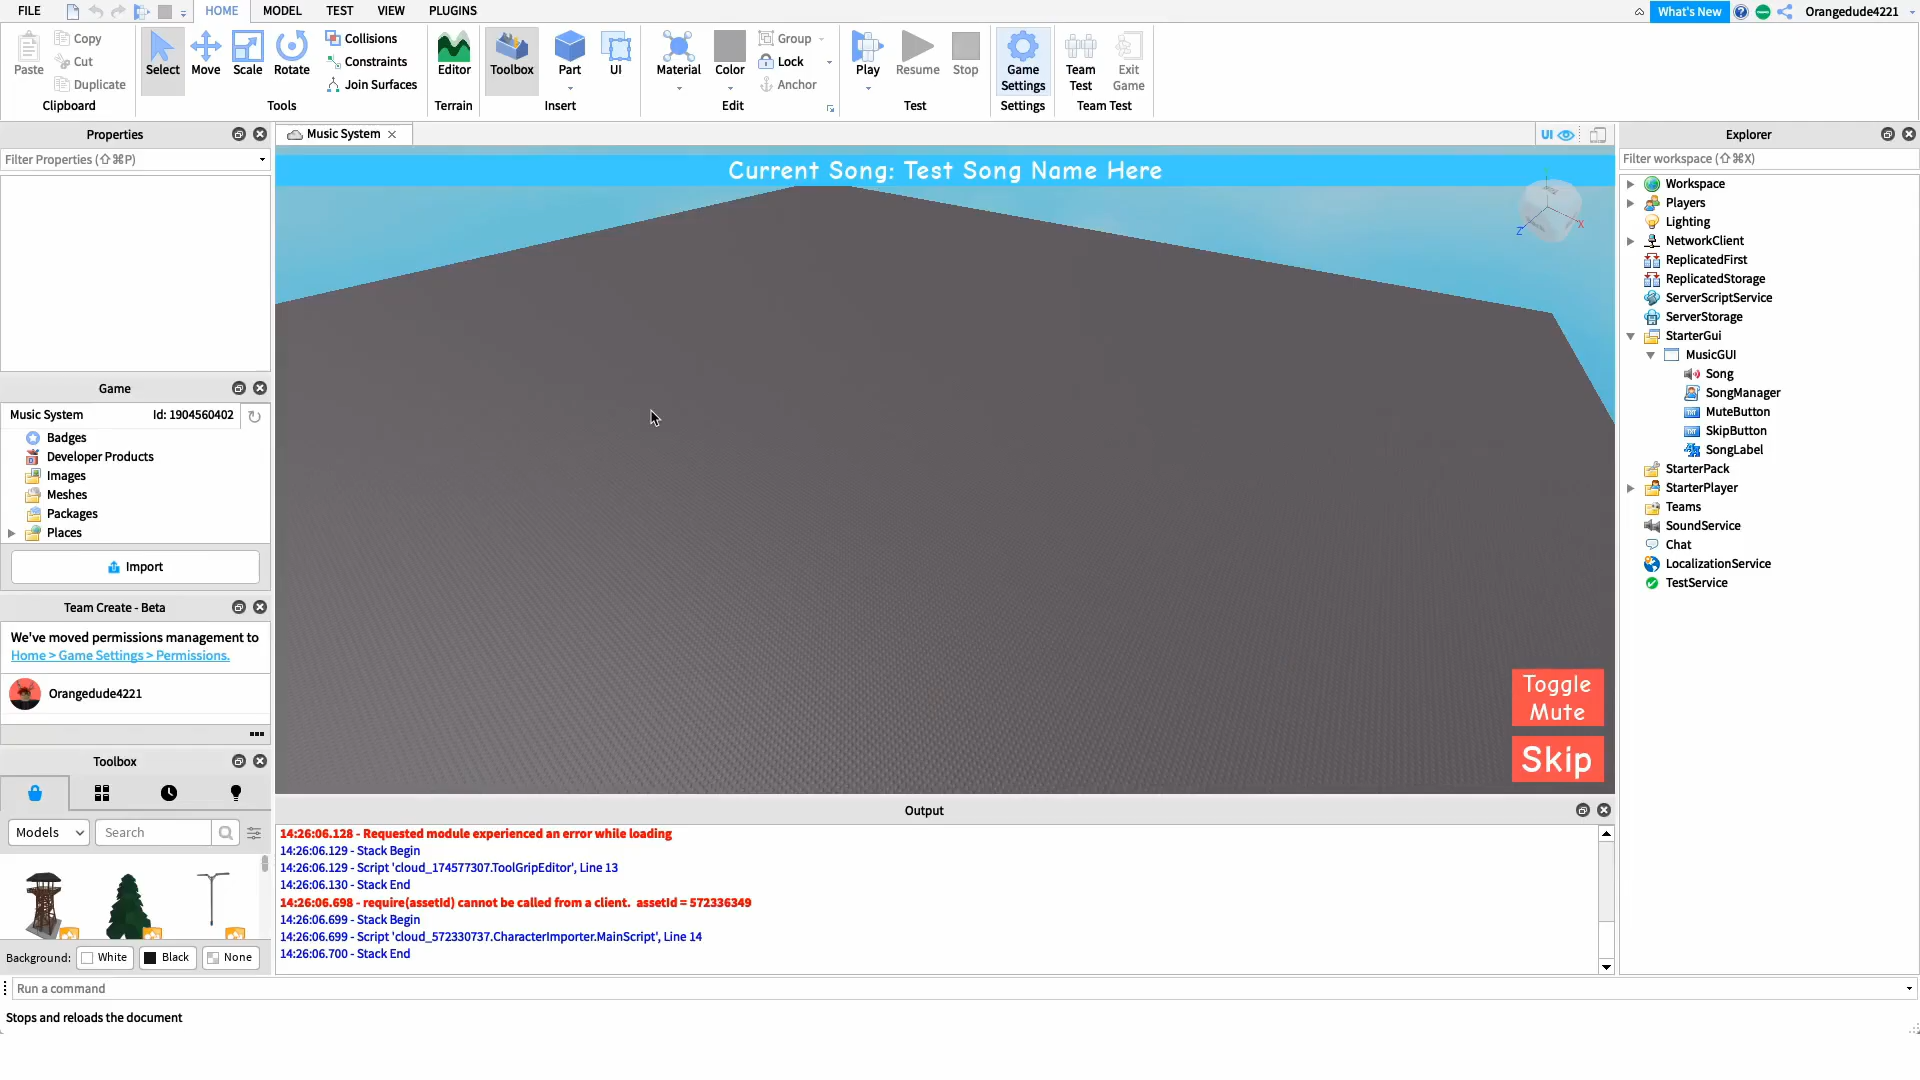 FILE
HOME
MODEL
TEST
VIEW
PLUGINS
What's New
Orangedude4221
Paste
Copy
Cut
Duplicate
Clipboard
Select
Move
Scale
Rotate
Collisions
Constraints
Join Surfaces
Tools
Editor
Terrain
Toolbox
Part
UI
Insert
Material
Color
Group
Lock
Anchor
Edit
Play
Resume
Stop
Test
Game
Settings
Settings
Team
Test
Exit
Game
Team Test
Properties
Filter Properties (⇧⌘P)
Game
Music System
Id: 1904560402
Badges
Developer Products
Images
Meshes
Packages
Places
Import
Team Create - Beta
We've moved permissions management to
Home > Game Settings > Permissions.
Orangedude4221
Toolbox
Models
Search
Background:
White
Black
None
Music System
UI
Current Song: Test Song Name Here
Z
X
Toggle
Mute
Skip
Output
14:26:06.128 - Requested module experienced an error while loading
14:26:06.129 - Stack Begin
14:26:06.129 - Script 'cloud_174577307.ToolGripEditor', Line 13
14:26:06.130 - Stack End
14:26:06.698 - require(assetId) cannot be called from a client.  assetId = 572336349
14:26:06.699 - Stack Begin
14:26:06.699 - Script 'cloud_572330737.CharacterImporter.MainScript', Line 14
14:26:06.700 - Stack End
Explorer
Filter workspace (⇧⌘X)
Workspace
Players
Lighting
NetworkClient
ReplicatedFirst
ReplicatedStorage
ServerScriptService
ServerStorage
StarterGui
MusicGUI
Song
SongManager
MuteButton
SkipButton
SongLabel
StarterPack
StarterPlayer
Teams
SoundService
Chat
LocalizationService
TestService
Run a command
Stops and reloads the document